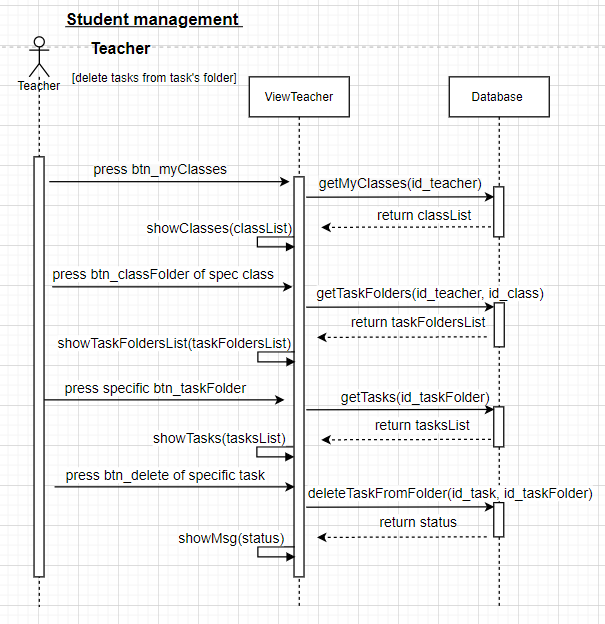 Student management
Teacher
Teacher
[delete tasks from task's folder]
ViewTeacher
Database
press btn_myClasses
getMyClasses(id_teacher)
return classList
showClasses(classList)
press btn_classFolder of spec class
getTaskFolders(id_teacher, id_class)
return taskFoldersList
showTaskFoldersList(taskFoldersList)
press specific btn_taskFolder
getTasks(id_taskFolder)
return tasksList
showTasks(tasksList)
press btn_delete of specific task
deleteTaskFromFolder(id_task, id_taskFolder)
return status
showMsg(status)